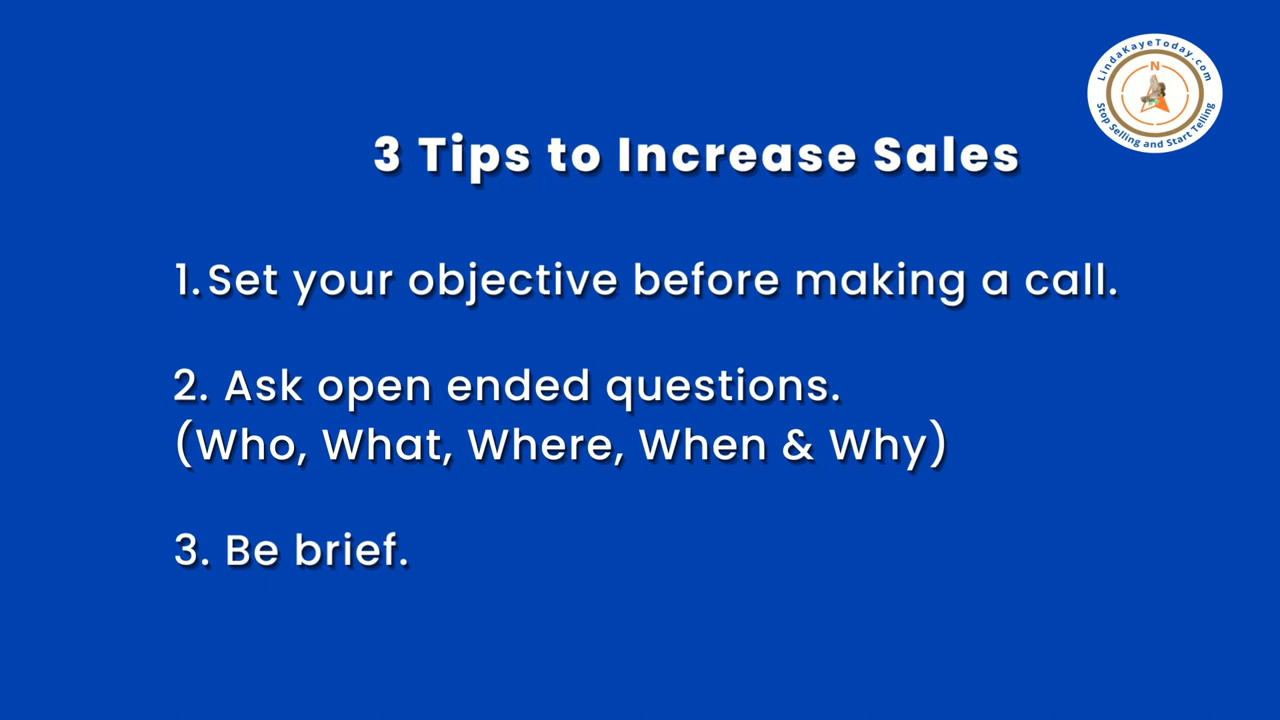 LindaKayeToday.com
N
Stop Selling and Start Telling
3 Tips to Increase Sales
1. Set your objective before making a call.
2. Ask open ended questions.
(Who, What, Where, When & Why)
3. Be brief.